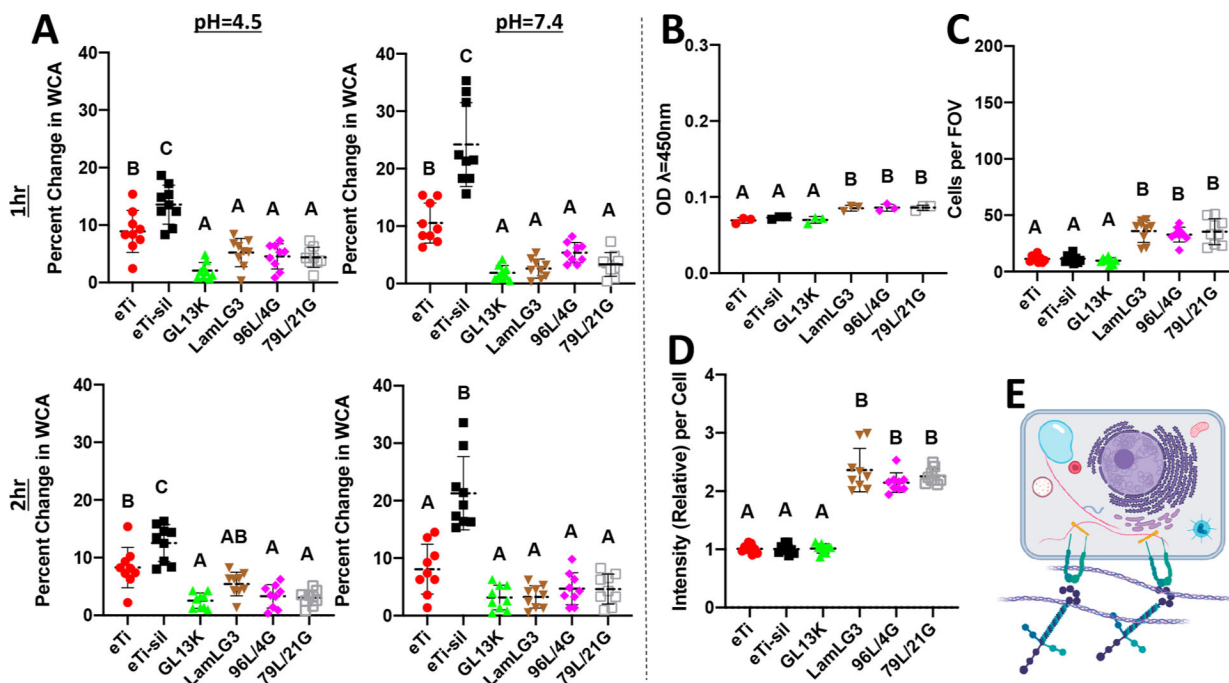 A
pH=4.5
pH=7.4
1hr
Percent Change in WCA
40
30
20
10
0
B
C
A
A
A
A
eTi
eTi-sil
GL13K
LamLG3
96L/4G
79L/21G
Percent Change in WCA
40
30
20
10
0
B
C
A
A
A
A
eTi
eTi-sil
GL13K
LamLG3
96L/4G
79L/21G
2hr
Percent Change in WCA
40
30
20
10
0
B
C
A
AB
A
A
eTi
eTi-sil
GL13K
LamLG3
96L/4G
79L/21G
Percent Change in WCA
40
30
20
10
0
A
B
A
A
A
A
eTi
eTi-sil
GL13K
LamLG3
96L/4G
79L/21G
B
OD λ=450nm
0.3
0.2
0.1
0.0
A
A
A
B
B
B
eTi
eTi-sil
GL13K
LamLG3
96L/4G
79L/21G
C
Cells per FOV
200
150
100
50
0
A
A
A
B
B
B
eTi
eTi-sil
GL13K
LamLG3
96L/4G
79L/21G
D
Intensity (Relative) per Cell
4
3
2
1
0
A
A
A
B
B
B
eTi
eTi-sil
GL13K
LamLG3
96L/4G
79L/21G
E